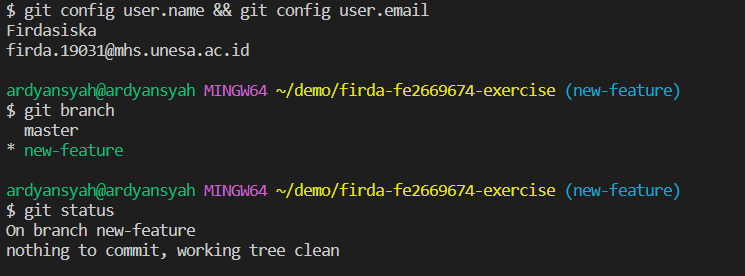 $ git config user.name && git config user.email
Firdasiska
firda.19031@mhs.unesa.ac.id
ardyansyah@ardyansyah MINGW64 ~/demo/firda-fe2669674-exercise (new-feature)
$ git branch
  master
* new-feature
ardyansyah@ardyansyah MINGW64 ~/demo/firda-fe2669674-exercise (new-feature)
$ git status
On branch new-feature
nothing to commit, working tree clean